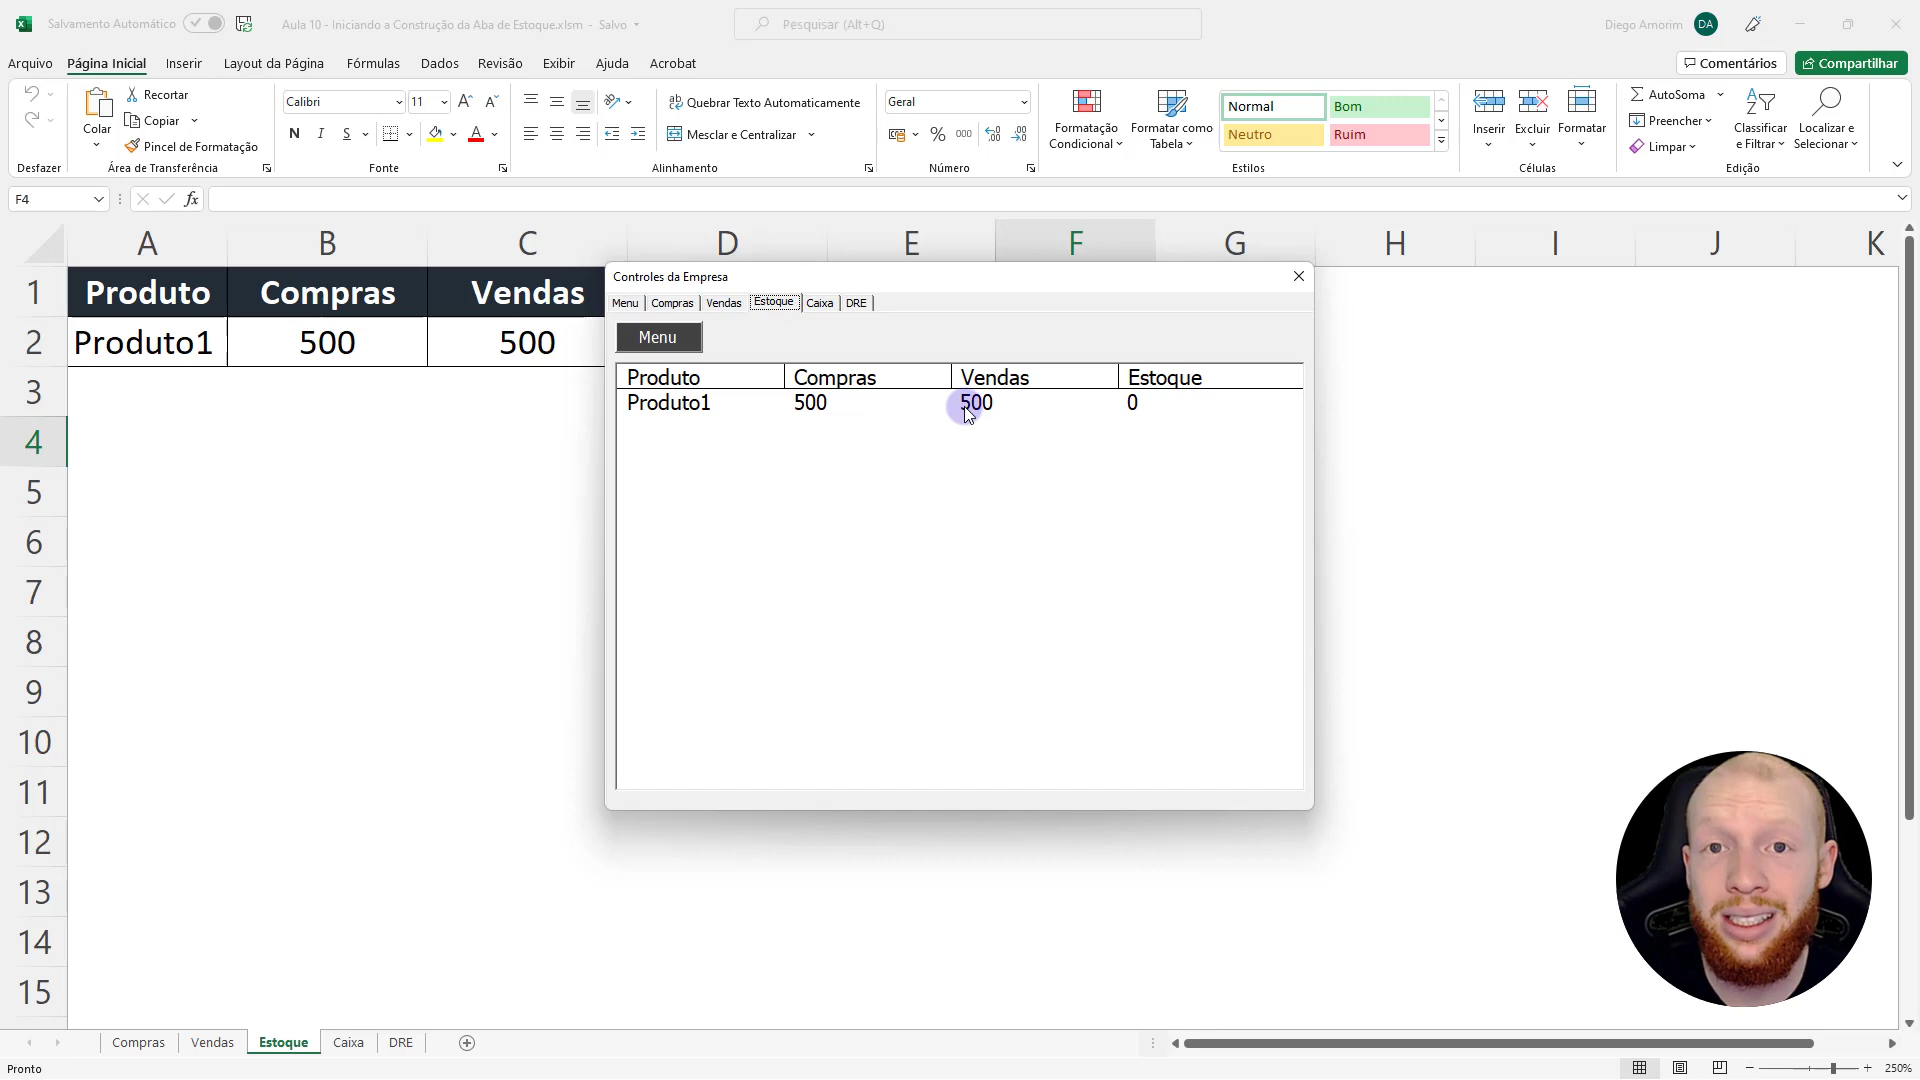 Salvamento Automático
Aula 10 - Iniciando a Construção da Aba de Estoque.xlsm - Salvo
Pesquisar (Alt+Q)
Diego Amorim
DA
Arquivo
Página Inicial
Inserir
Layout da Página
Fórmulas
Dados
Revisão
Exibir
Ajuda
Acrobat
Comentários
Compartilhar
Colar
Recortar
Copiar
Pincel de Formatação
Calibri
11
N
I
S
Quebrar Texto Automaticamente
Mesclar e Centralizar
Geral
%
000
Formatação
Condicional
Formatar como
Tabela
Normal
Bom
Neutro
Ruim
Inserir
Excluir
Formatar
AutoSoma
Preencher
Limpar
Classificar
e Filtrar
Localizar e
Selecionar
Desfazer
Área de Transferência
Fonte
Alinhamento
Número
Estilos
Células
Edição
F4
fx
A B C D E F G H I J K
1 Produto Compras Vendas
2 Produto1 500 500
3
4
5
6
7
8
9
10
11
12
13
14
15
Controles da Empresa
Menu Compras Vendas Estoque Caixa DRE
Menu
Produto Compras Vendas Estoque
Produto1 500 500 0
Compras
Vendas
Estoque
Caixa
DRE
Pronto
250%